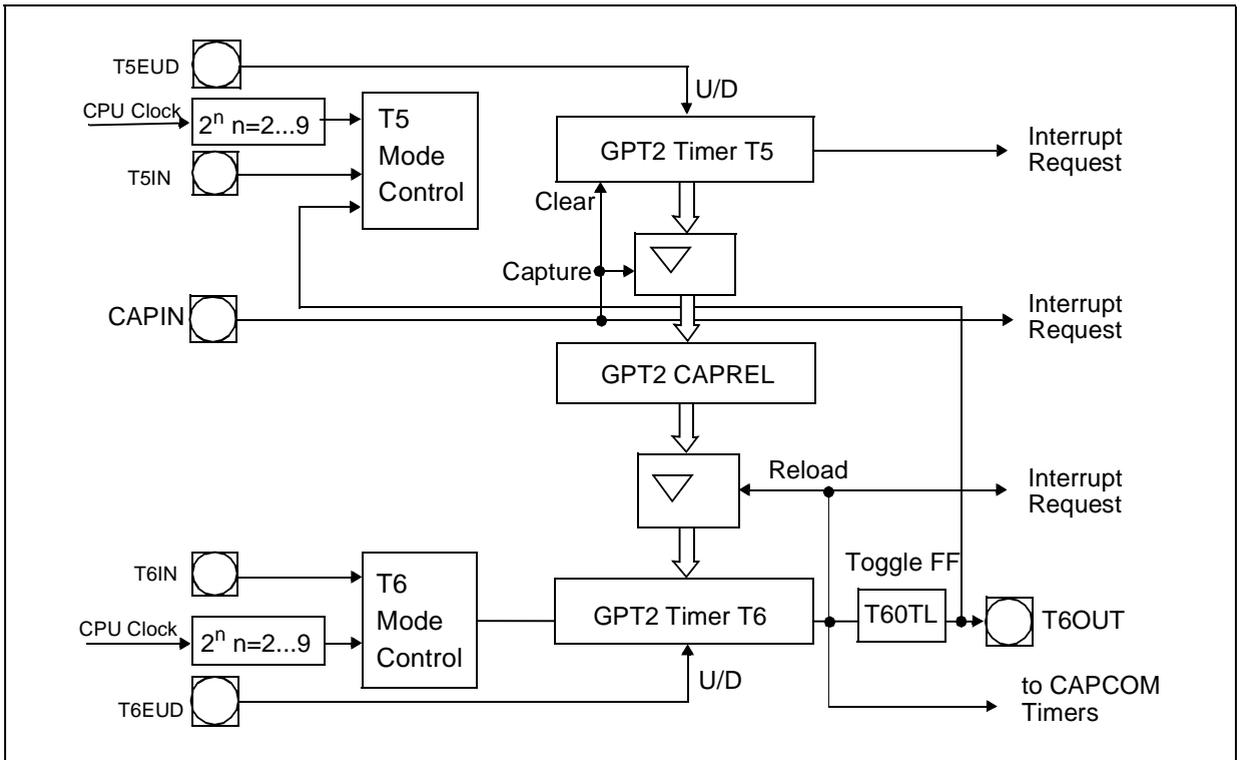 T5EUD
U/D
CPU Clock
2n n=2...9
T5
Mode
Control
GPT2 Timer T5
Interrupt
Request
T5IN
Clear
Capture
CAPIN
Interrupt
Request
GPT2 CAPREL
Reload
Interrupt
Request
T6IN
T6
Mode
Control
Toggle FF
GPT2 Timer T6
T60TL
T6OUT
CPU Clock
2n n=2...9
U/D
T6EUD
to CAPCOM
Timers